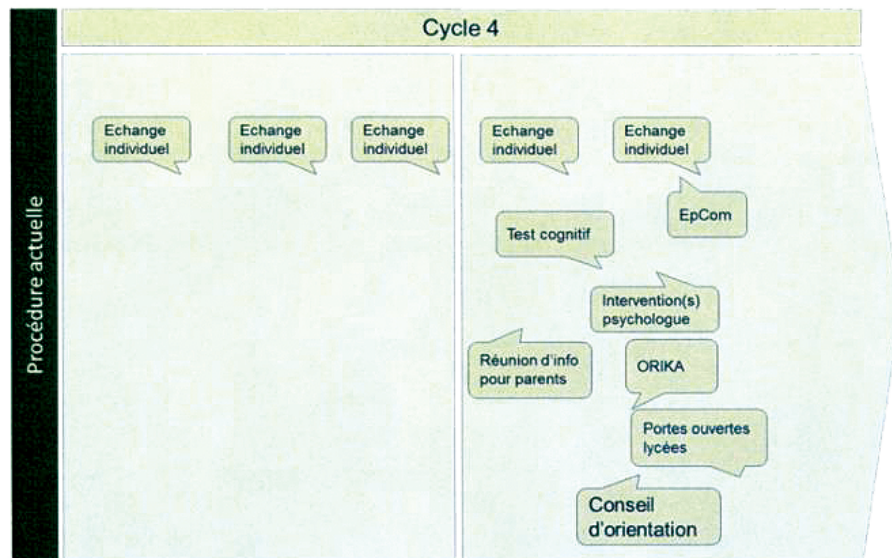 Cycle 4
Procédure actuelle
Echange
individuel
Echange
individuel
Echange
individuel
Echange
individuel
Echange
individuel
EpCom
Test cognitif
Intervention(s)
psychologue
Réunion d'info
pour parents
ORIKA
Portes ouvertes
lycées
Conseil
d'orientation